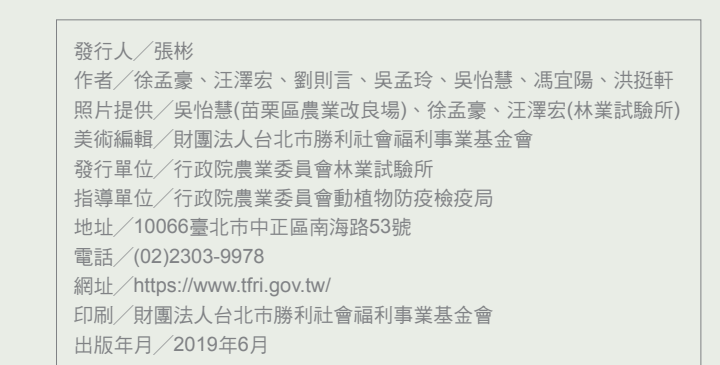 發行人／張彬
作者／徐孟豪、汪澤宏、劉則言、吳孟玲、吳怡慧、馮宜陽、洪挺軒
照片提供／吳怡慧(苗栗區農業改良場)、徐孟豪、汪澤宏(林業試驗所)
美術編輯／財團法人台北市勝利社會福利事業基金會
發行單位／行政院農業委員會林業試驗所
指導單位／行政院農業委員會動植物防疫檢疫局
地址／10066臺北市中正區南海路53號
電話／(02)2303-9978
網址／https://www.tfri.gov.tw/
印刷／財團法人台北市勝利社會福利事業基金會
出版年月／2019年6月